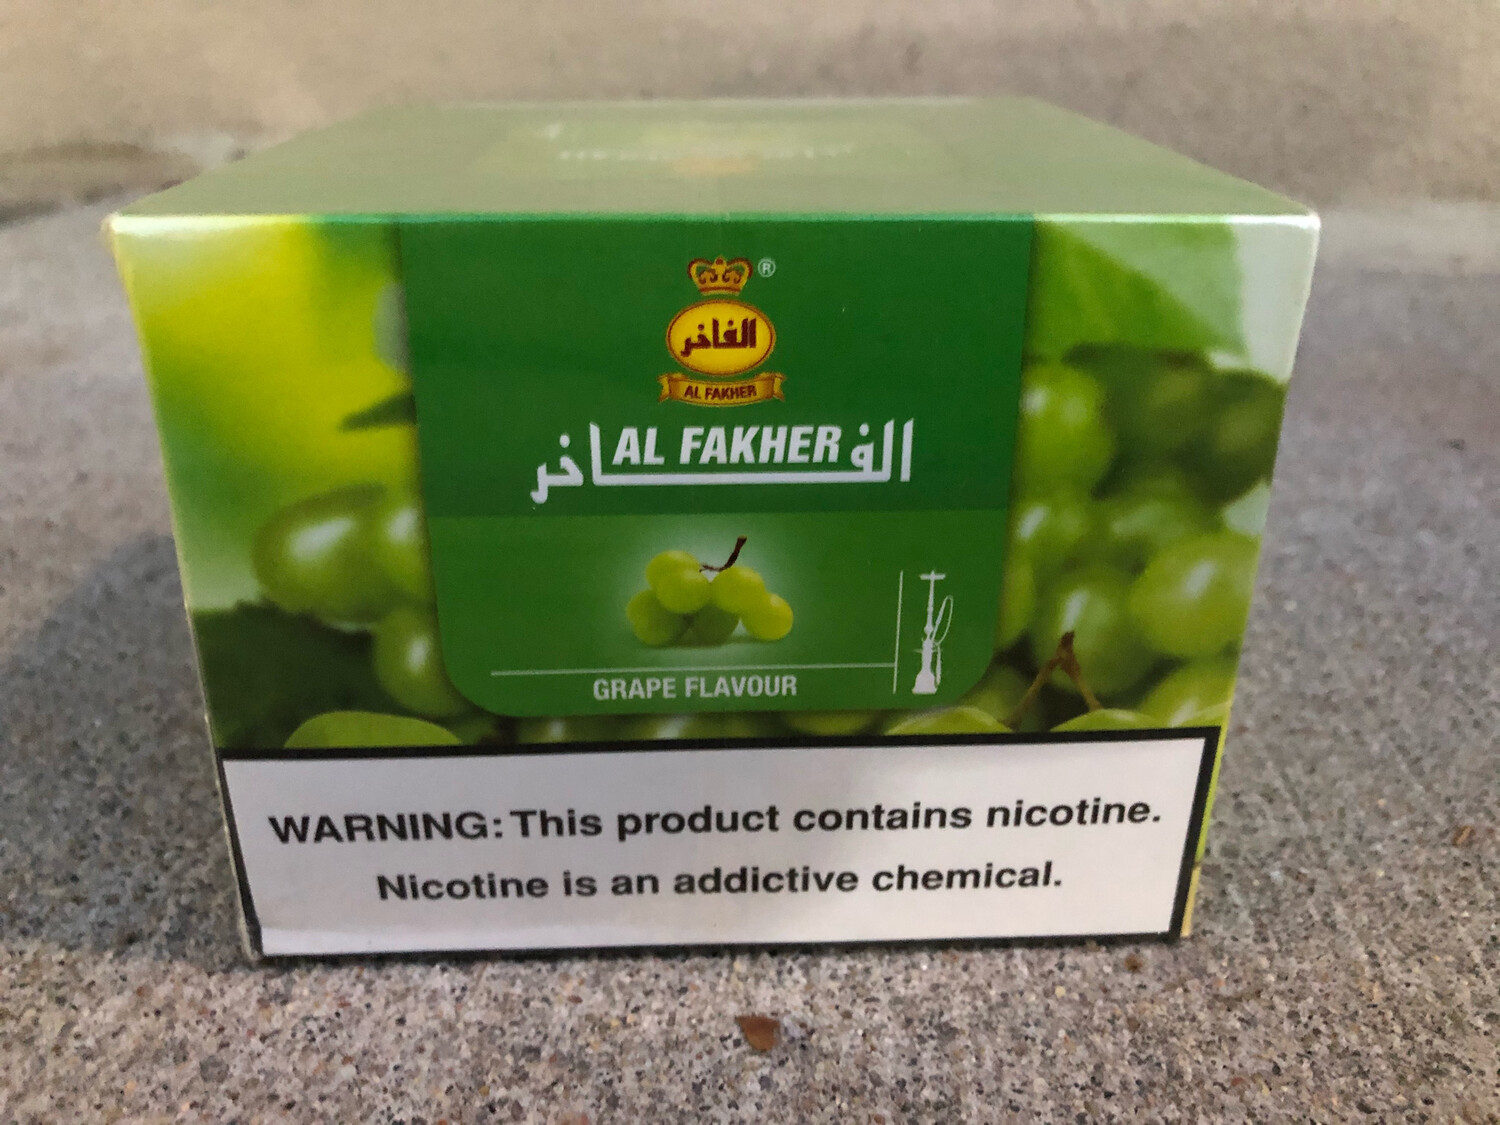 ®
الفاخر
AL FAKHER
الفاخر
AL FAKHER
GRAPE FLAVOUR
WARNING: This product contains nicotine.
Nicotine is an addictive chemical.